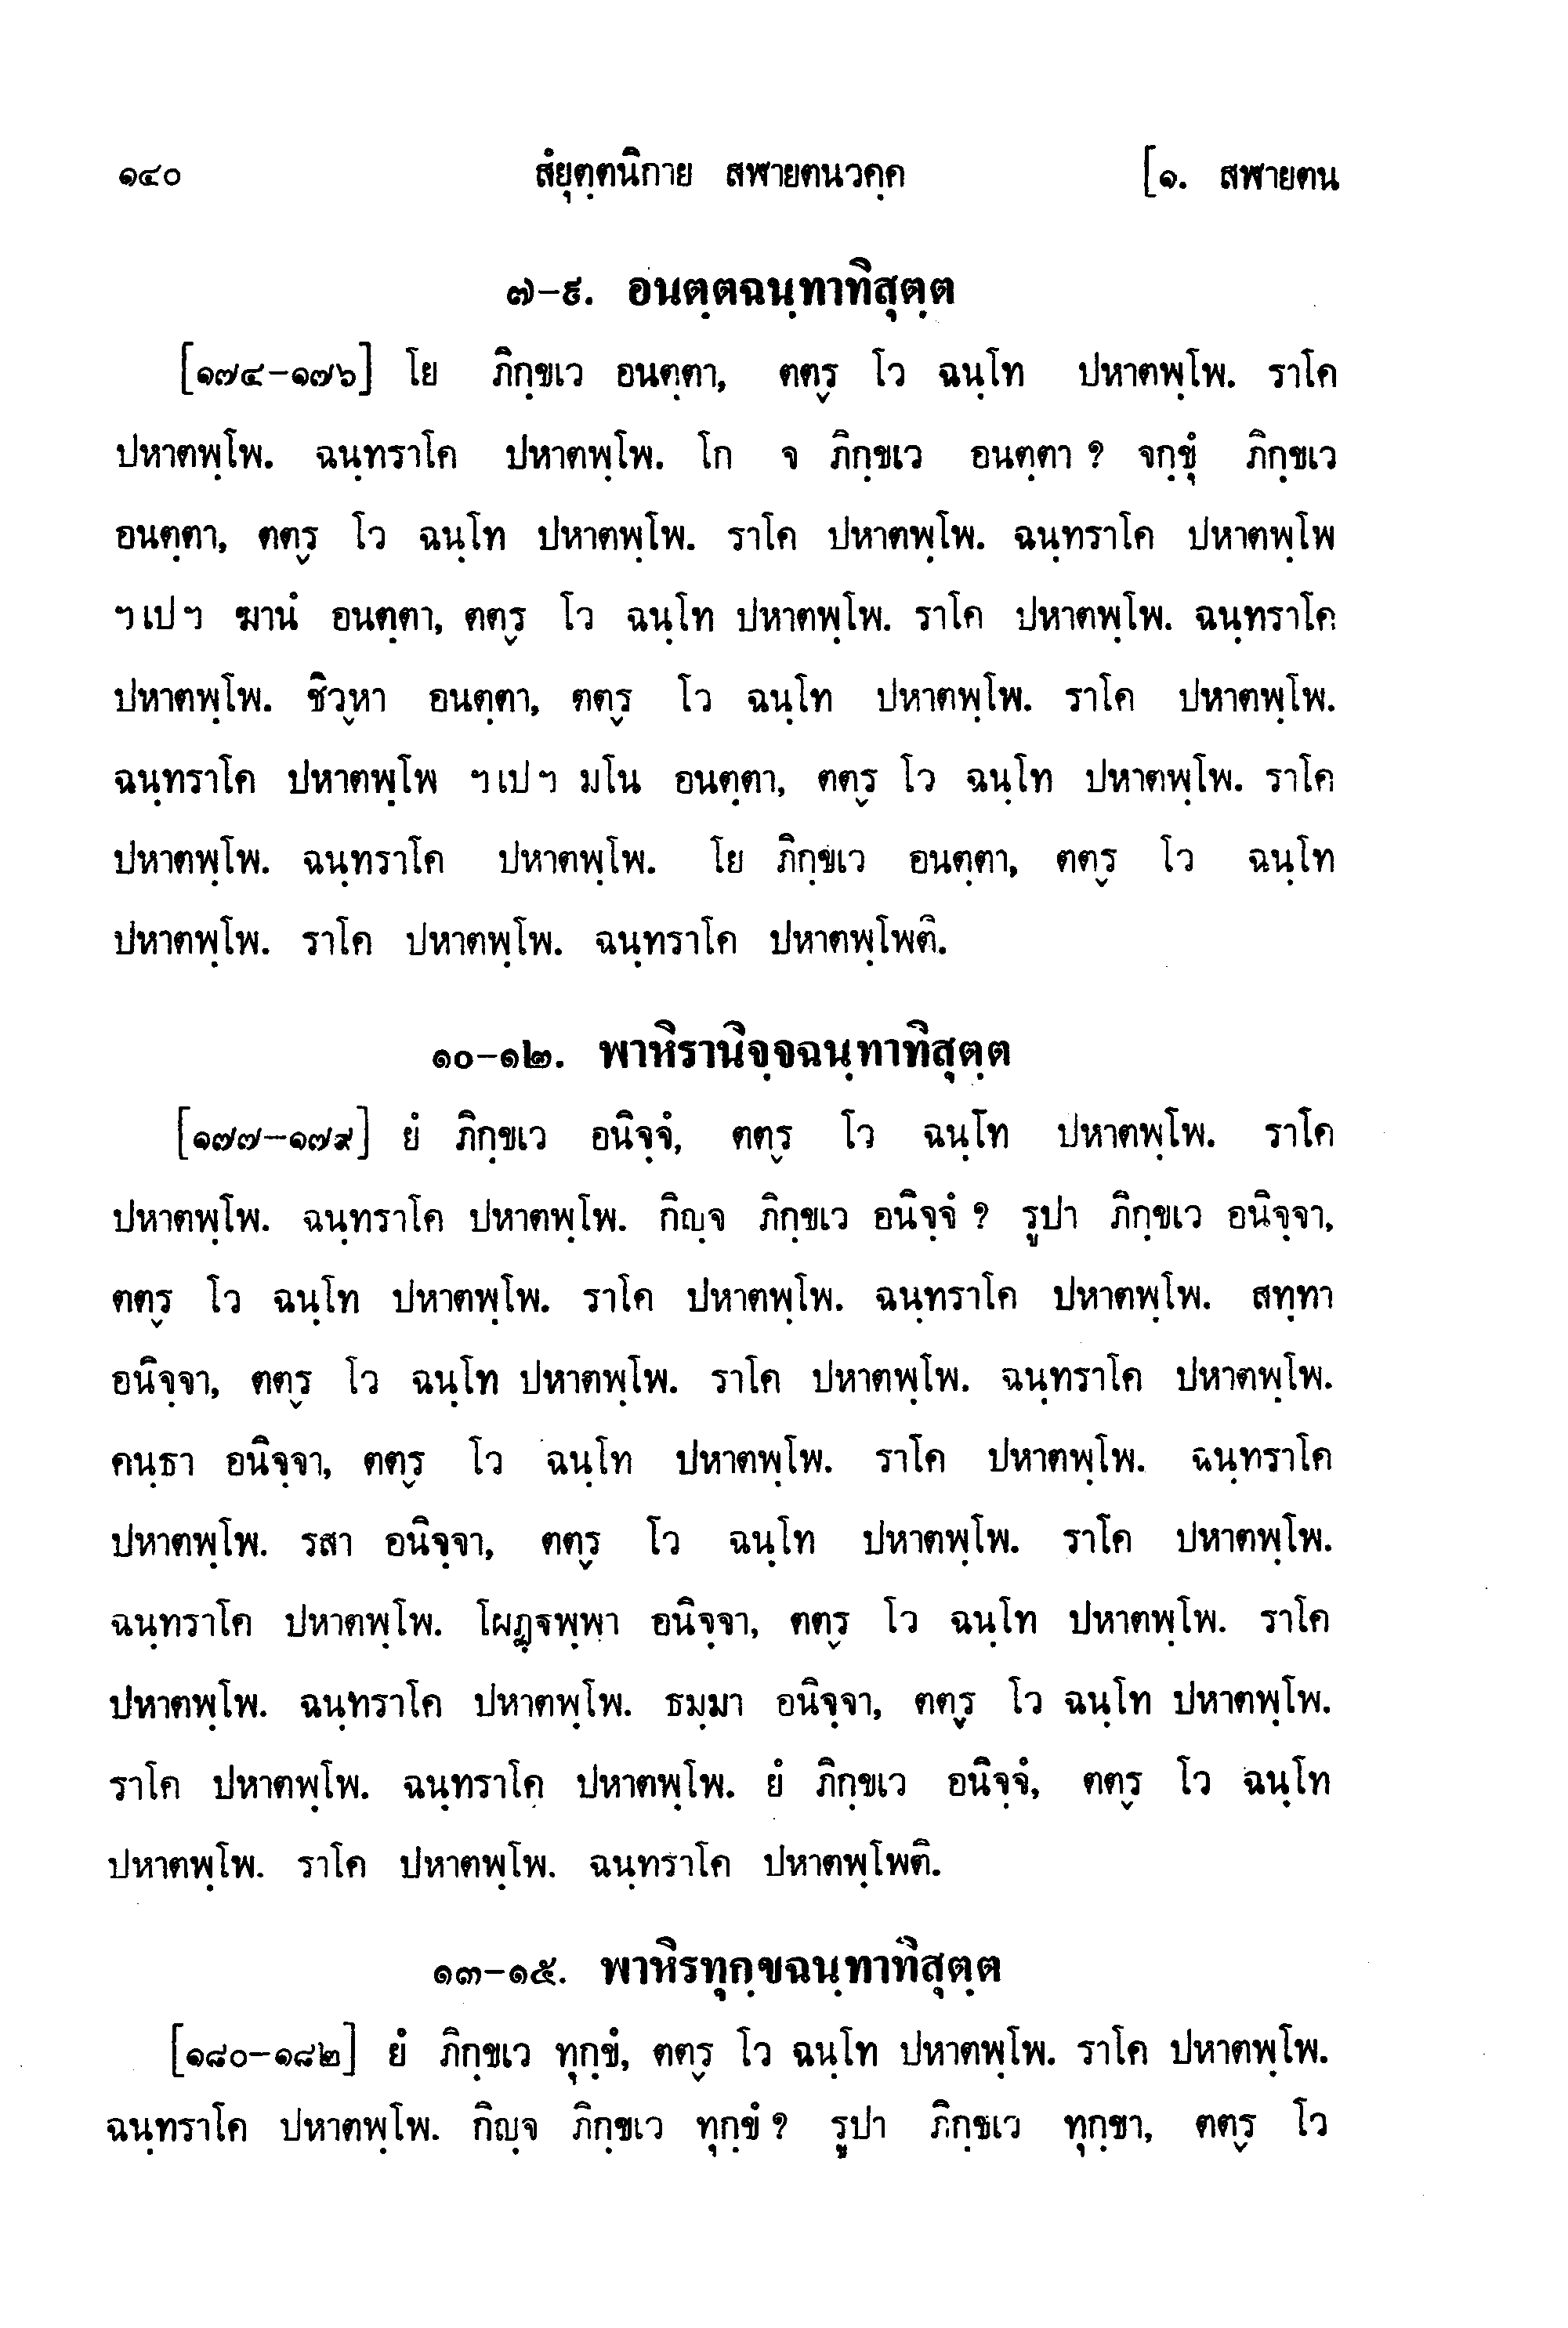 ๑๔๐ สํยุตฺตนิกาย สฬายตนวคฺค [๑. สฬายตน
๗-๙. อนตฺตฉนฺทาทิสุตฺต
[๑๗๔-๑๗๖] โย ภิกฺขเว อนตฺตา, ตตฺร โว ฉนฺโท ปหาตพฺโพ. ราโค
ปหาตพฺโพ. ฉนฺทราโค ปหาตพฺโพ. โก จ ภิกฺขเว อนตฺตา ? จกฺขุํ ภิกฺขเว
อนตฺตา, ตตฺร โว ฉนฺโท ปหาตพฺโพ. ราโค ปหาตพฺโพ. ฉนฺทราโค ปหาตพฺโพ
ฯเปฯ ฆานํ อนตฺตา, ตตฺร โว ฉนฺโท ปหาตพฺโพ. ราโค ปหาตพฺโพ. ฉนฺทราโค
ปหาตพฺโพ. ชิวฺหา อนตฺตา, ตตฺร โว ฉนฺโท ปหาตพฺโพ. ราโค ปหาตพฺโพ.
ฉนฺทราโค ปหาตพฺโพ ฯเปฯ มโน อนตฺตา, ตตฺร โว ฉนฺโท ปหาตพฺโพ. ราโค
ปหาตพฺโพ. ฉนฺทราโค ปหาตพฺโพ. โย ภิกฺขเว อนตฺตา, ตตฺร โว ฉนฺโท
ปหาตพฺโพ. ราโค ปหาตพฺโพ. ฉนฺทราโค ปหาตพฺโพติ.
๑๐-๑๒. พาหิรานิจฺจฉนฺทาทิสุตฺต
[๑๗๗-๑๗๙] ยํ ภิกฺขเว อนิจฺจํ, ตตฺร โว ฉนฺโท ปหาตพฺโพ. ราโค
ปหาตพฺโพ. ฉนฺทราโค ปหาตพฺโพ. กิญฺจ ภิกฺขเว อนิจฺจํ ? รูปา ภิกฺขเว อนิจฺจา,
ตตฺร โว ฉนฺโท ปหาตพฺโพ. ราโค ปหาตพฺโพ. ฉนฺทราโค ปหาตพฺโพ. สทฺทา
อนิจฺจา, ตตฺร โว ฉนฺโท ปหาตพฺโพ. ราโค ปหาตพฺโพ. ฉนฺทราโค ปหาตพฺโพ.
คนฺธา อนิจฺจา, ตตฺร โว ฉนฺโท ปหาตพฺโพ. ราโค ปหาตพฺโพ. ฉนฺทราโค
ปหาตพฺโพ. รสา อนิจฺจา, ตตฺร โว ฉนฺโท ปหาตพฺโพ. ราโค ปหาตพฺโพ.
ฉนฺทราโค ปหาตพฺโพ. โผฏฺฐพฺพา อนิจฺจา, ตตฺร โว ฉนฺโท ปหาตพฺโพ. ราโค
ปหาตพฺโพ. ฉนฺทราโค ปหาตพฺโพ. ธมฺมา อนิจฺจา, ตตฺร โว ฉนฺโท ปหาตพฺโพ.
ราโค ปหาตพฺโพ. ฉนฺทราโค ปหาตพฺโพ. ยํ ภิกฺขเว อนิจฺจํ, ตตฺร โว ฉนฺโท
ปหาตพฺโพ. ราโค ปหาตพฺโพ. ฉนฺทราโค ปหาตพฺโพติ.
๑๓-๑๕. พาหิรทุกฺขฉนฺทาทิสุตฺต
[๑๘๐-๑๘๒] ยํ ภิกฺขเว ทุกฺขํ, ตตฺร โว ฉนฺโท ปหาตพฺโพ. ราโค ปหาตพฺโพ.
ฉนฺทราโค ปหาตพฺโพ. กิญฺจ ภิกฺขเว ทุกฺขํ ? รูปา ภิกฺขเว ทุกฺขา, ตตฺร โว